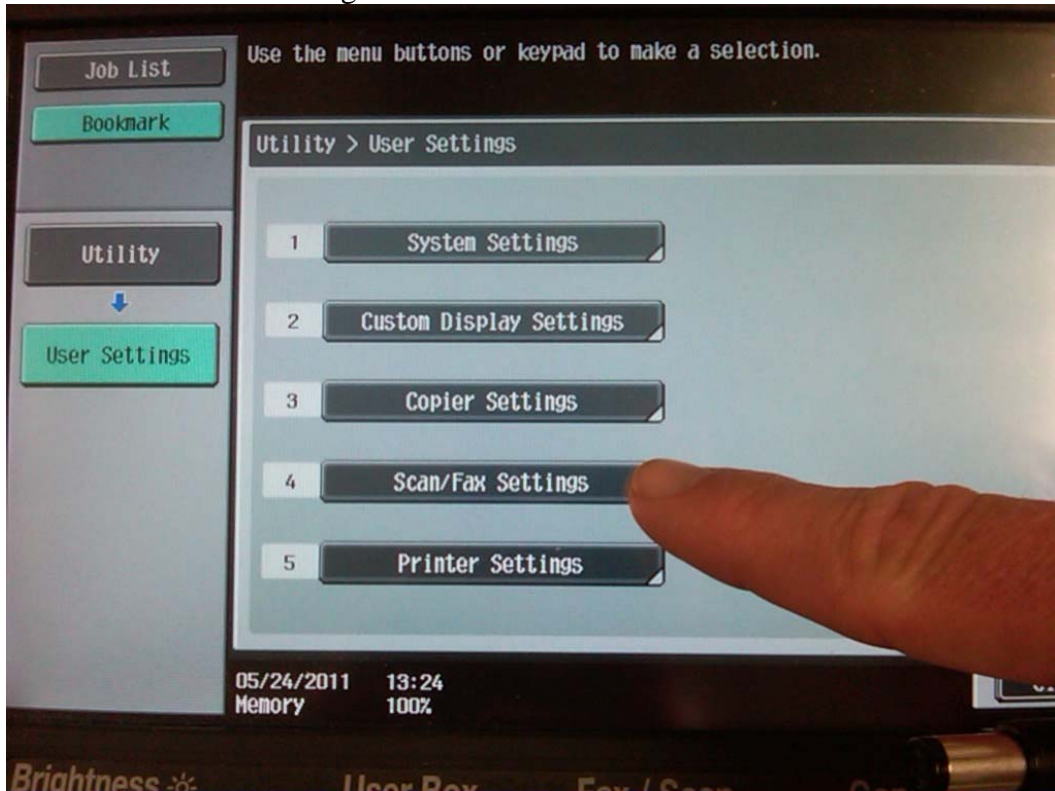 Job List
Bookmark
Utility
User Settings
Use the menu buttons or keypad to make a selection.
Utility > User Settings
1 System Settings
2 Custom Display Settings
3 Copier Settings
4 Scan/Fax Settings
5 Printer Settings
05/24/2011 13:24
Memory 100%
Brightness User Box Fax / Scan